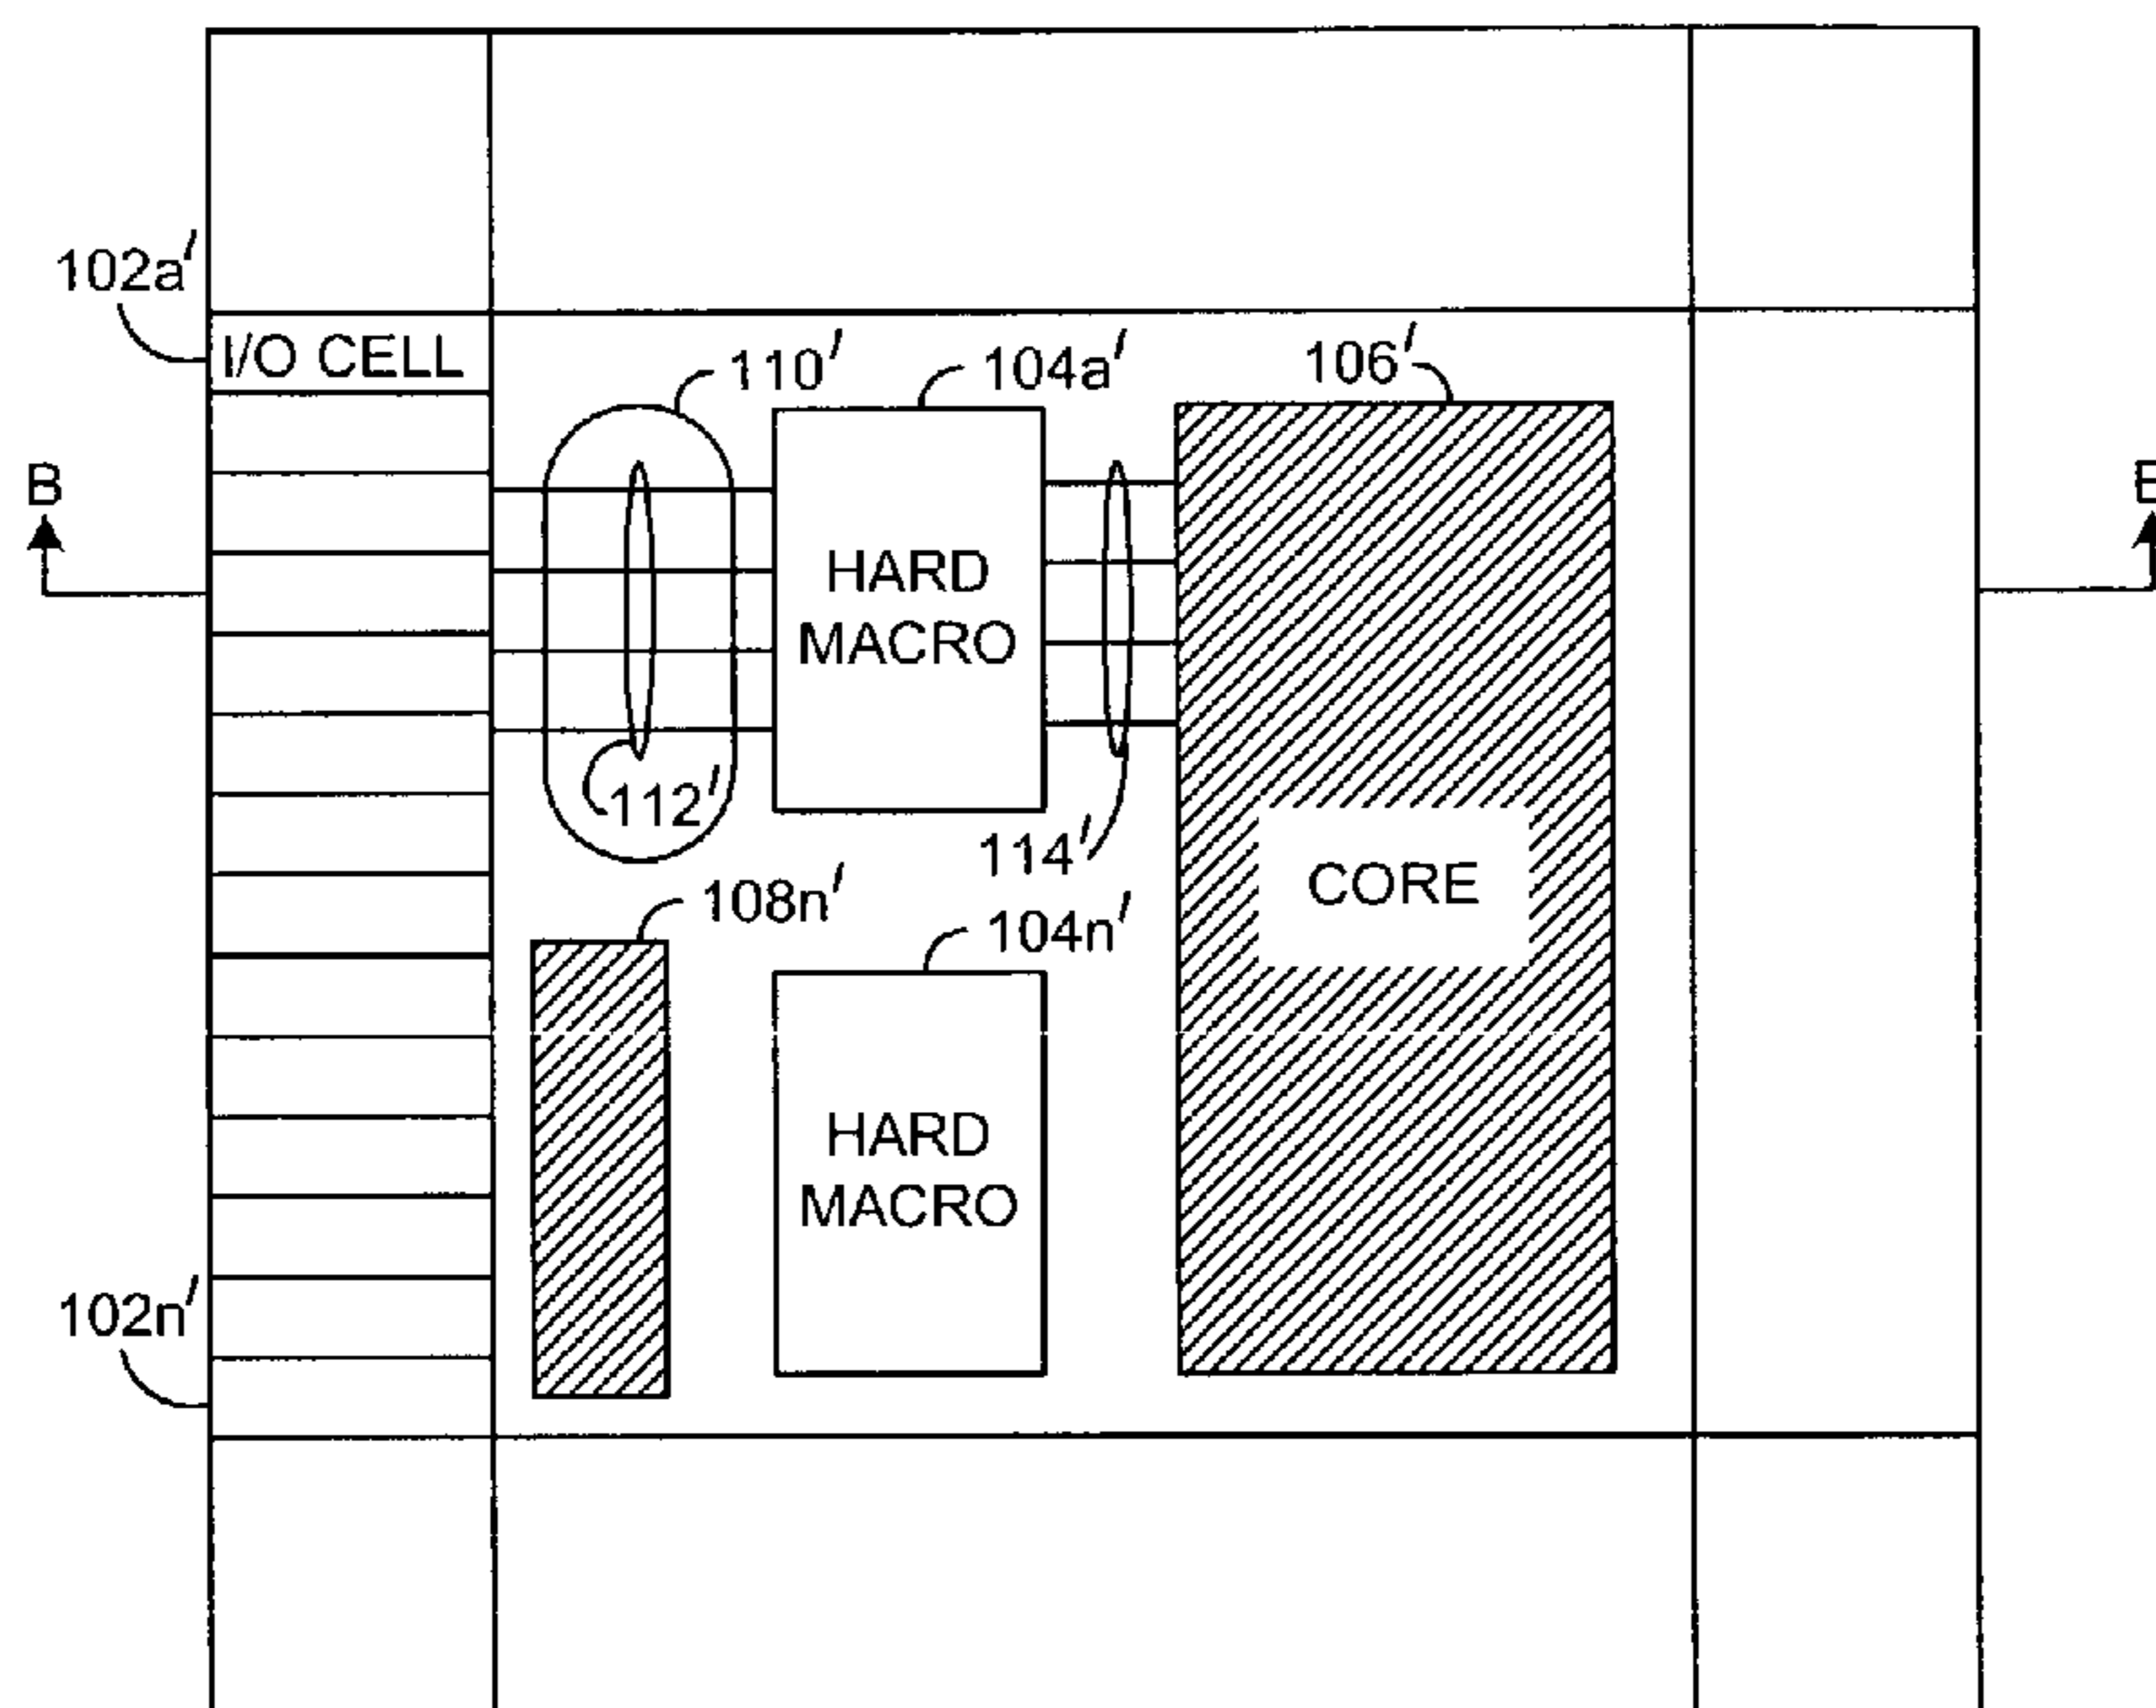 102a′
I/O CELL
110′
104a′
106′
B
HARD
MACRO
112′
114′
CORE
108n′
104n′
HARD
MACRO
102n′